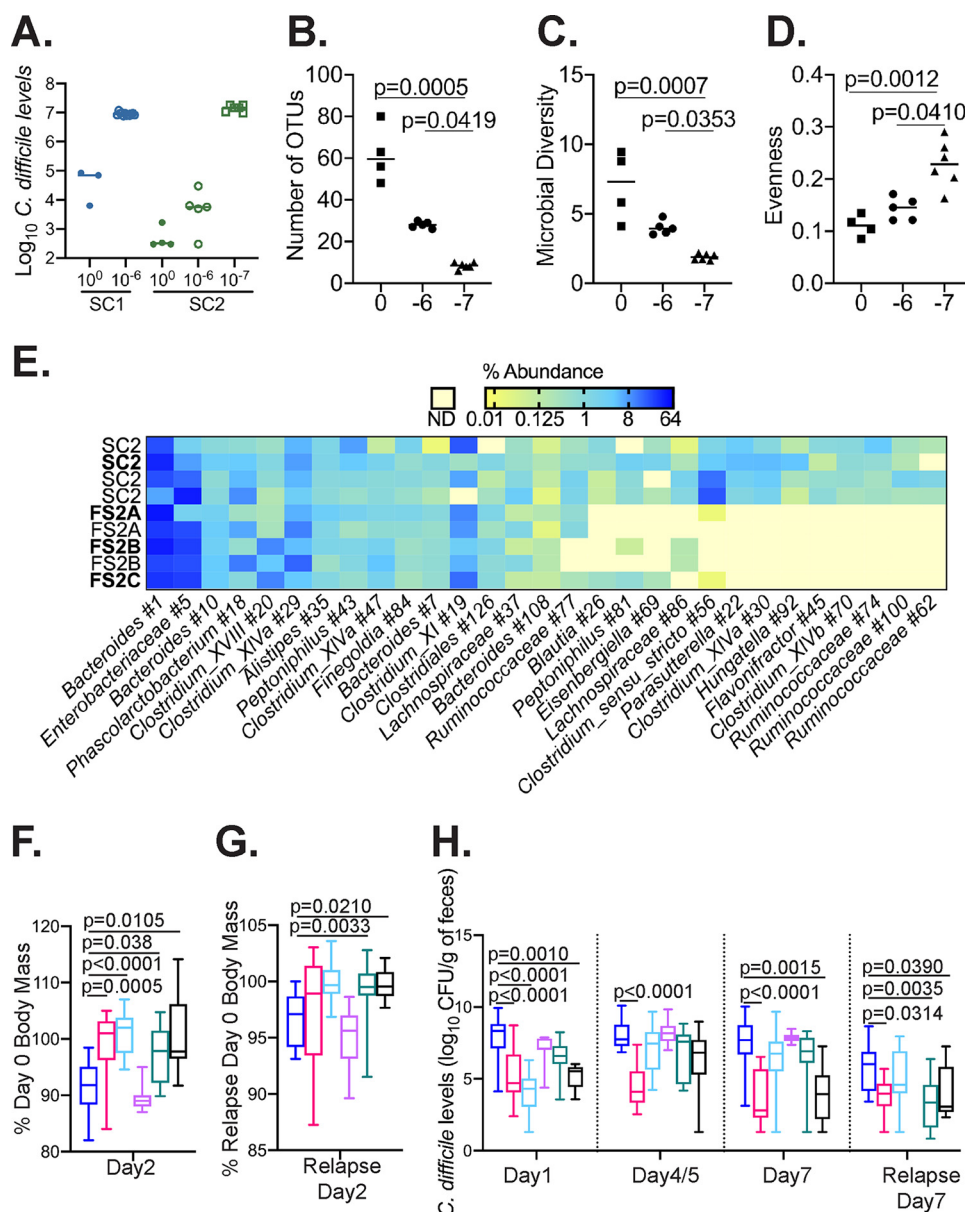 A.
Log10 C. difficile levels
8
7
6
5
4
3
2
10^0 10^-6 10^0 10^-6 10^-7
SC1 SC2
B.
Number of OTUs
100
80
60
40
20
0
p=0.0005
p=0.0419
0 -6 -7
C.
Microbial Diversity
15
10
5
0
p=0.0007
p=0.0353
0 -6 -7
D.
Evenness
0.4
0.3
0.2
0.1
0.0
p=0.0012
p=0.0410
0 -6 -7
E.
% Abundance
ND 0.01 0.125 1 8 64
SC2
SC2
SC2
SC2
FS2A
FS2A
FS2B
FS2B
FS2C
Bacteroides #1
Enterobacteriaceae #5
Bacteroides #10
Phascolarctobacterium #18
Clostridium_XVIII #20
Clostridium_XIVa #29
Alistipes #35
Peptoniphilus #43
Clostridium_XIVa #47
Finegoldia #84
Bacteroides #7
Clostridium_XI #19
Clostridiales #126
Lachnospiraceae #37
Bacteroides #108
Ruminococcaceae #77
Blautia #26
Peptoniphilus #81
Eisenbergiella #69
Lachnospiraceae #86
Clostridium_sensu_stricto #56
Parasutterella #22
Clostridium_XIVa #30
Hungatella #92
Flavonifractor #45
Clostridium_XIVb #70
Ruminococcaceae #74
Ruminococcaceae #100
Ruminococcaceae #62
F.
% Day 0 Body Mass
120
110
100
90
80
p=0.0105
p=0.038
p<0.0001
p=0.0005
Day2
G.
% Relapse Day 0 Body Mass
105
100
95
90
85
p=0.0210
p=0.0033
Relapse
Day2
H.
C. difficile levels (log10 CFU/g of feces)
15
10
5
0
p=0.0010
p<0.0001
p<0.0001
p<0.0001
p=0.0015
p<0.0001
p=0.0390
p=0.0035
p=0.0314
Day1 Day4/5 Day7 Relapse
Day7